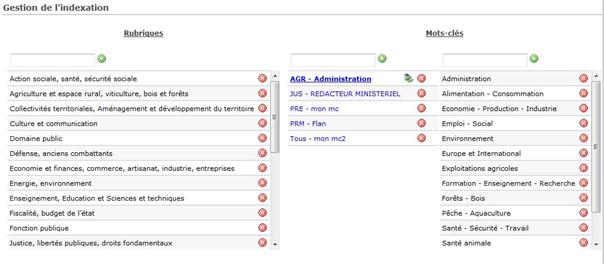 Gestion de l'indexation
Rubriques
Action sociale, santé, sécurité sociale
Agriculture et espace rural, viticulture, bois et forêts
Collectivités territoriales, Aménagement et développement du territoire
Culture et communication
Domaine public
Défense, anciens combattants
Economie et finances, commerce, artisanat, industrie, entreprises
Energie, environnement
Enseignement, Education et Sciences et techniques
Fiscalité, budget de l'état
Fonction publique
Justice, libertés publiques, droits fondamentaux
Mots-clés
AGR - Administration
JUS - REDACTEUR MINISTERIEL
PRE - mon mc
PRM - Flan
Tous - mon mc2
Administration
Alimentation - Consommation
Economie - Production - Industrie
Emploi - Social
Environnement
Europe et International
Exploitations agricoles
Formation - Enseignement - Recherche
Forêts - Bois
Pêche - Aquaculture
Santé - Sécurité - Travail
Santé animale